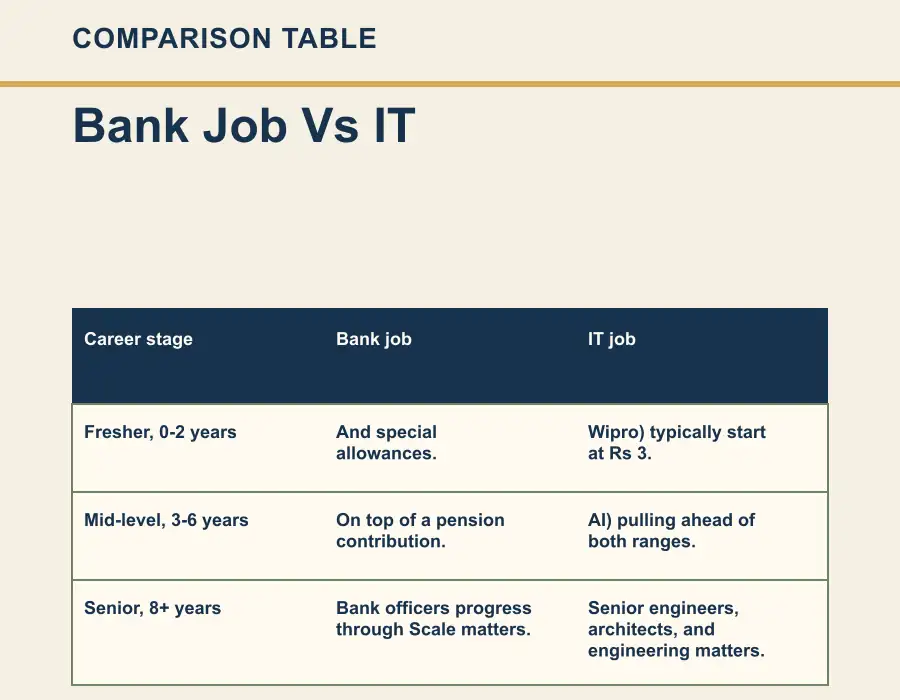 COMPARISON TABLE
Bank Job Vs IT
Career stage
Bank job
IT job
Fresher, 0-2 years
And special
allowances.
Wipro) typically start
at Rs 3.
Mid-level, 3-6 years
On top of a pension
contribution.
AI) pulling ahead of
both ranges.
Senior, 8+ years
Bank officers progress
through Scale matters.
Senior engineers,
architects, and
engineering matters.